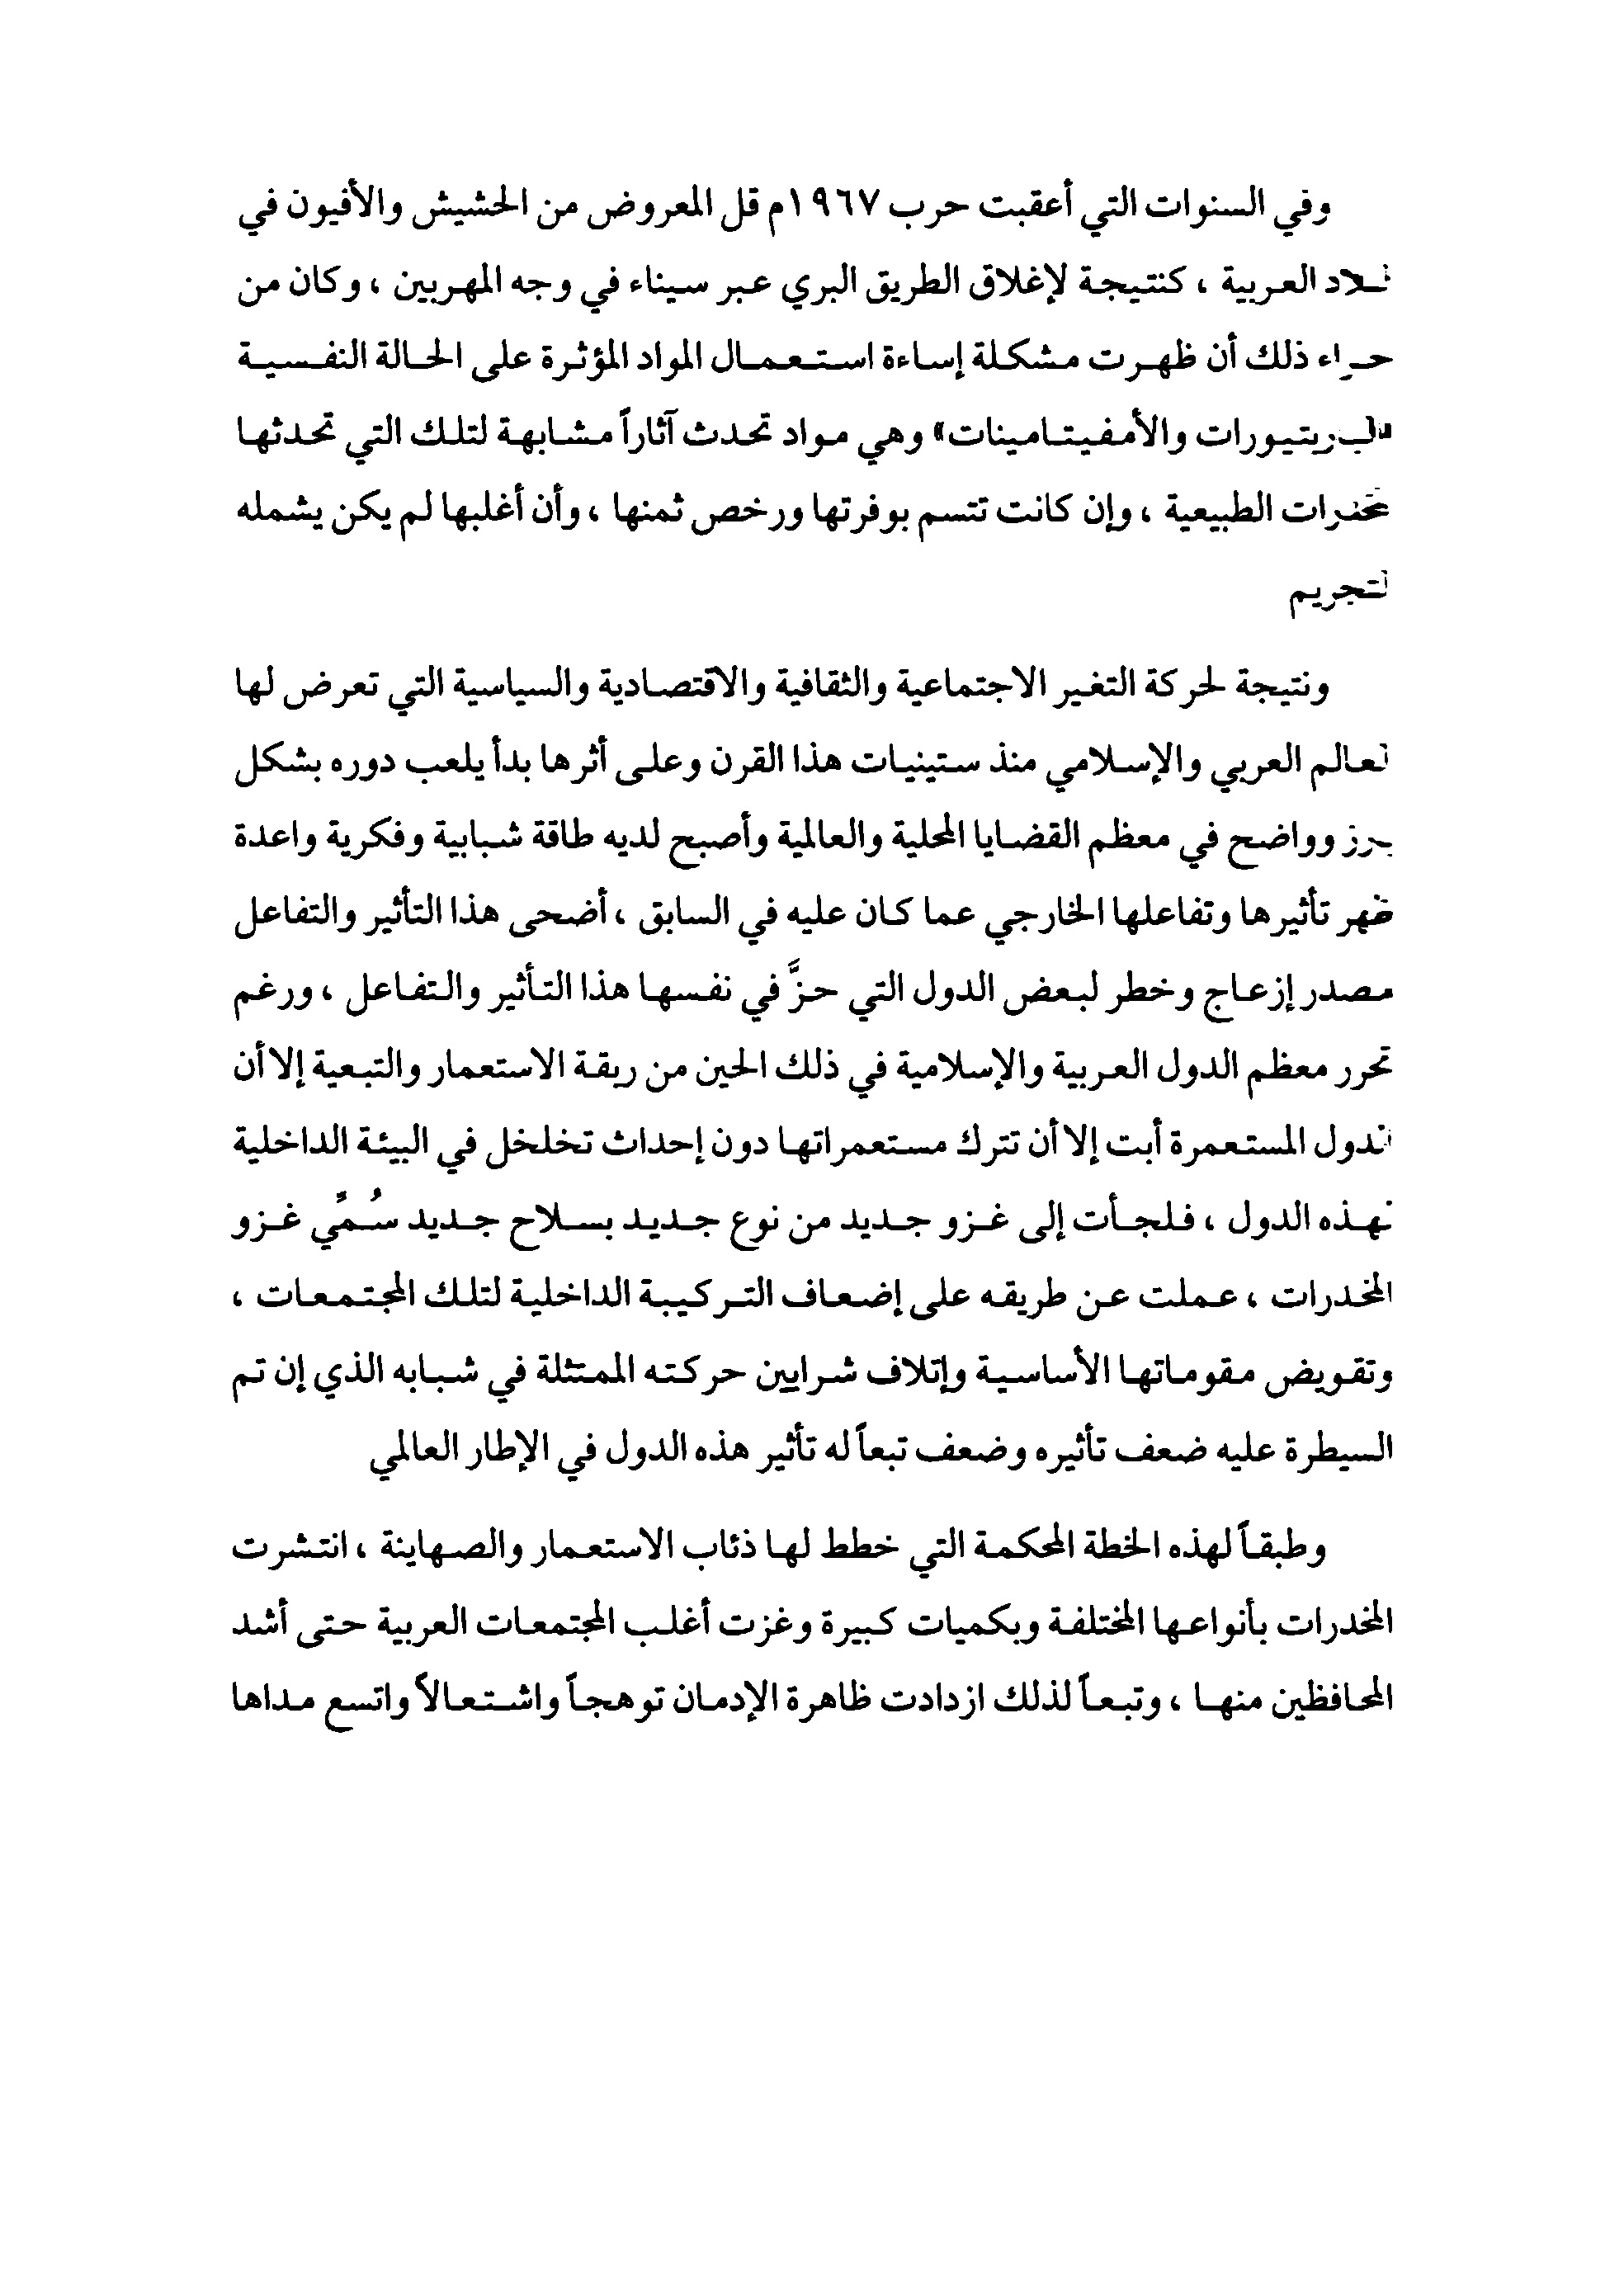 وفي السنوات التي أعقبت حرب ١٩٦٧م قل المعروض من الحشيش والأفيون في
البلاد العربية ، كنتيجة لإغلاق الطريق البري عبر سيناء في وجه المهربين ، وكان من
جراء ذلك أن ظهرت مشكلة إساءة استعمال المواد المؤثرة على الحالة النفسية
والأمفيتامينات» وهي مواد تحدث آثاراً مشابهة لتلك التي تحدثها
المخدرات الطبيعية ، وإن كانت تتسم بوفرتها ورخص ثمنها ، وأن أغلبها لم يكن يشمله
التجريم
ونتيجة لحركة التغير الاجتماعية والثقافية والاقتصادية والسياسية التي تعرض لها
العالم العربي والإسلامي منذ ستينيات هذا القرن وعلى أثرها بدأ يلعب دوره بشكل
بارز وواضح في معظم القضايا المحلية والعالمية وأصبح لديه طاقة شبابية وفكرية واعدة
ظهر تأثيرها وتفاعلها الخارجي عما كان عليه في السابق ، أضحى هذا التأثير والتفاعل
مصدر إزعاج وخطر لبعض الدول التي حزَّ في نفسها هذا التأثير والتفاعل ، ورغم
تحرر معظم الدول العربية والإسلامية في ذلك الحين من ربقة الاستعمار والتبعية إلا أن
الدول المستعمرة أبت إلا أن تترك مستعمراتها دون إحداث تخلخل في البيئة الداخلية
لهذه الدول ، فلجأت إلى غزو جديد من نوع جديد بسلاح جديد سُمِّي غزو
المخدرات ، عملت عن طريقه على إضعاف التركيبة الداخلية لتلك المجتمعات ،
وتقويض مقوماتها الأساسية وإتلاف شرايين حركته الممتثلة في شبابه الذي إن تم
السيطرة عليه ضعف تأثيره وضعف تبعاً له تأثير هذه الدول في الإطار العالمي
وطبقاً لهذه الخطة المحكمة التي خطط لها ذئاب الاستعمار والصهاينة ، انتشرت
المخدرات بأنواعها المختلفة وبكميات كبيرة وغزت أغلب المجتمعات العربية حتى أشد
المحافظين منها ، وتبعاً لذلك ازدادت ظاهرة الإدمان توهجاً واشتعالاً واتسع مداها